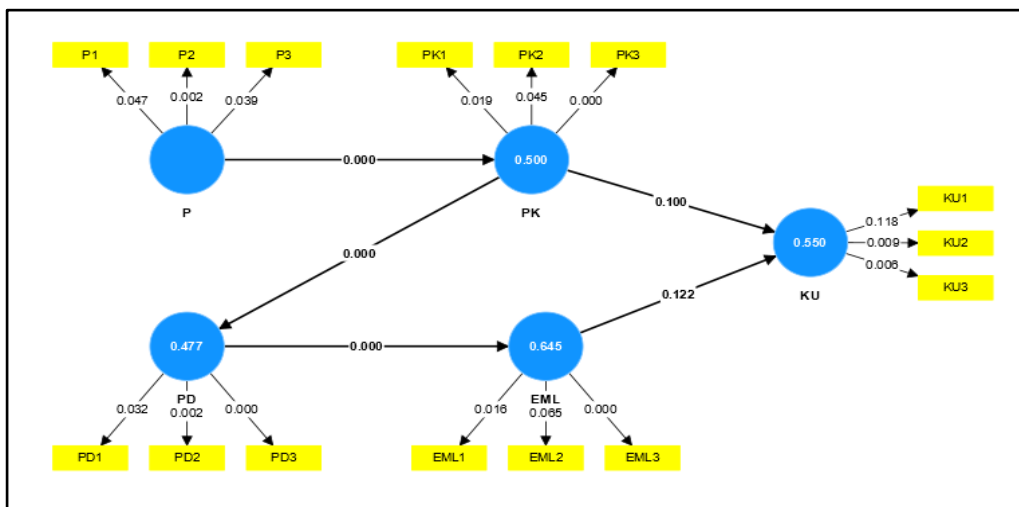 P1 P2 P3 PK1 PK2 PK3
0.047 0.002 0.039 0.019 0.045 0.000
0.000 0.500
P PK
0.100
KU1
0.118
0.550 0.009 KU2
0.006
KU3
KU
0.000
0.122
0.477 0.000 0.645
PD EML
0.032 0.002 0.000 0.016 0.065 0.000
PD1 PD2 PD3 EML1 EML2 EML3